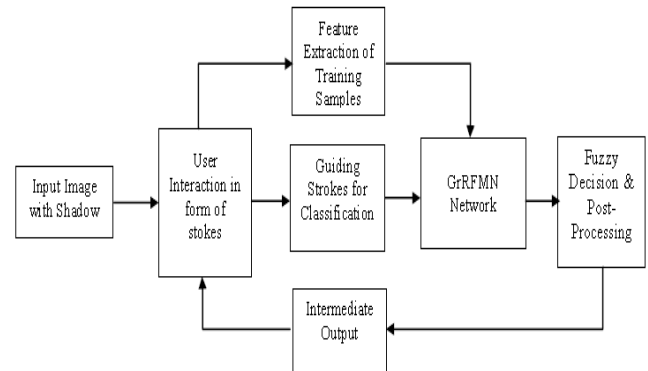 Feature
Extraction of
Training
Samples
Input Image
with Shadow
User
Interaction in
form of
stokes
Guiding
Strokes for
Classification
GrRFMN
Network
Fuzzy
Decision &
Post-
Processing
Intermediate
Output